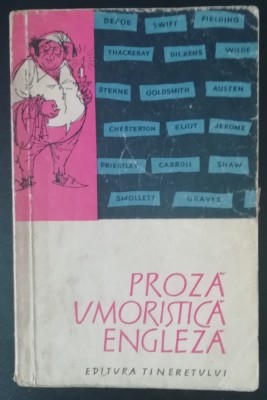 DEFOE SWIFT FIELDING
THACKERAY DICKENS WILDE
STERNE GOLDSMITH AUSTEN
CHESTERTON ELIOT JEROME
PRIESTLEY CARROLL SHAW
SMOLLETT GRAVES
PROZĂ
UMORISTICĂ
ENGLEZĂ
EDITURA TINERETULUI